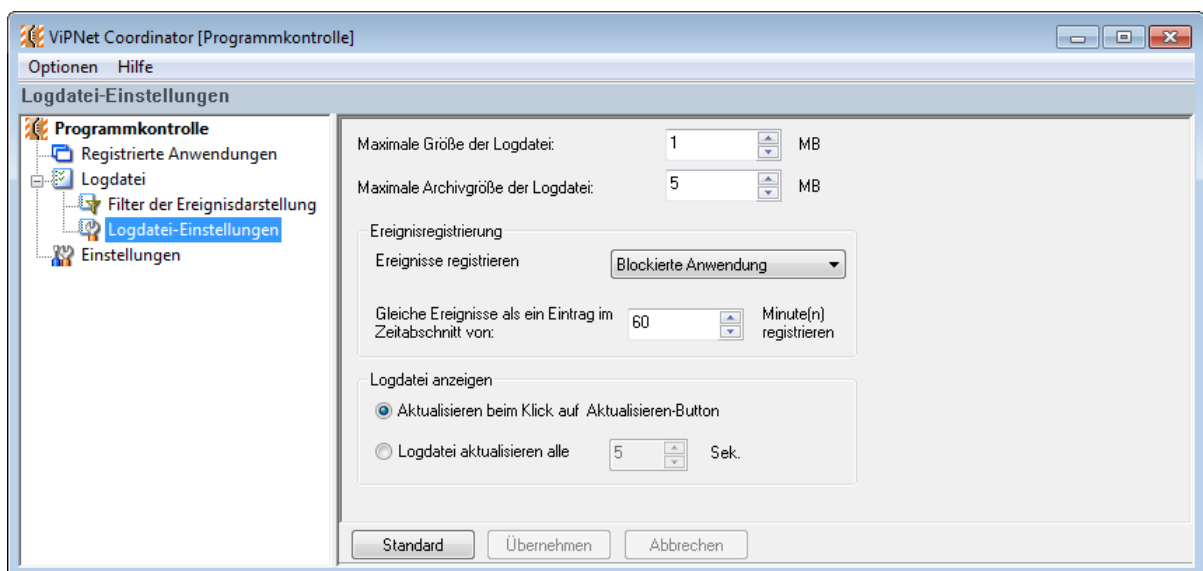 ViPNet Coordinator [Programmkontrolle]
Optionen Hilfe
Logdatei-Einstellungen
Programmkontrolle
Registrierte Anwendungen
Logdatei
Filter der Ereignisdarstellung
Logdatei-Einstellungen
Einstellungen
Maximale Größe der Logdatei: 1 MB
Maximale Archivgröße der Logdatei: 5 MB
Ereignisregistrierung
Ereignisse registrieren Blockierte Anwendung
Gleiche Ereignisse als ein Eintrag im
Zeitabschnitt von: 60 Minute(n)
registrieren
Logdatei anzeigen
Aktualisieren beim Klick auf Aktualisieren-Button
Logdatei aktualisieren alle 5 Sek.
Standard Übernehmen Abbrechen